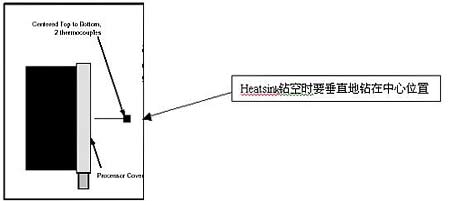 Centered Top to Bottom,
2 thermocouples
Heatsink钻空时要垂直地钻在中心位置
Processor Cover